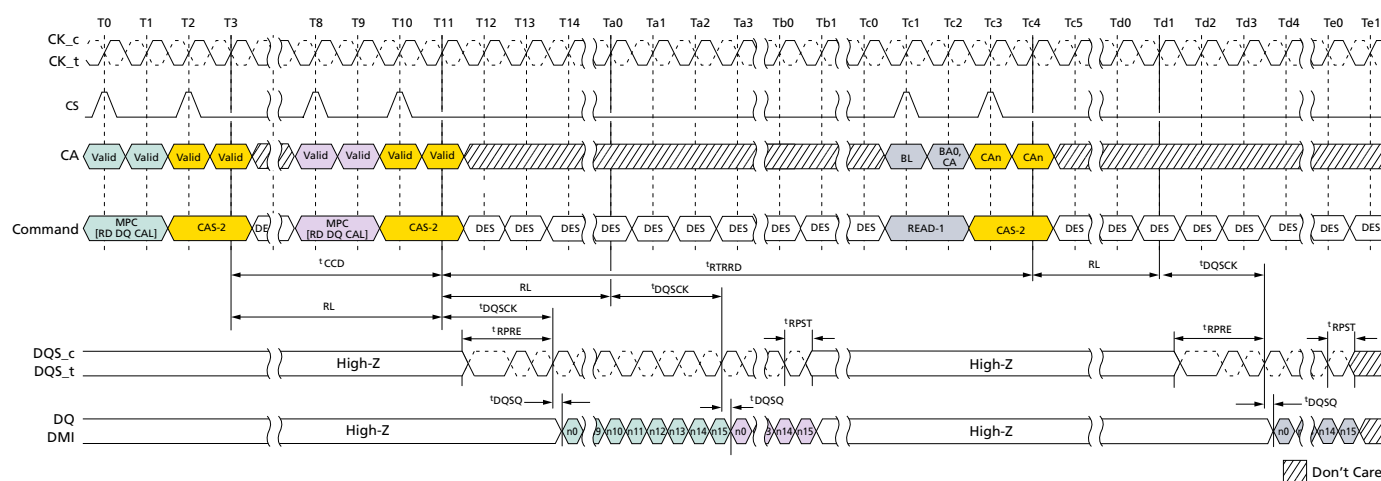 T0 T1 T2 T3 T8 T9 T10 T11 T12 T13 T14 Ta0 Ta1 Ta2 Ta3 Tb0 Tb1 Tc0 Tc1 Tc2 Tc3 Tc4 Tc5 Td0 Td1 Td2 Td3 Td4 Te0 Te1
CK_c
CK_t
CS
CA Valid Valid Valid Valid Valid Valid Valid Valid BL BA0, CA CAn CAn
Command MPC [RD DQ CAL] CAS-2 DE MPC [RD DQ CAL] CAS-2 DES DES DES DES DES DES DES DES DES DES READ-1 CAS-2 DES DES DES DES DES DES DES DES
tCCD tRTRRD RL tDQSCK
RL tDQSCK
RL tDQSCK
tRPRE tRPST tRPRE tRPST
DQS_c
DQS_t
High-Z High-Z
tDQSQ tDQSQ tDQSQ
DQ
DMI
High-Z n0 9 n10 n11 n12 n13 n14 n15 n0 n14 n15 High-Z n0 n14 n15
Don't Care